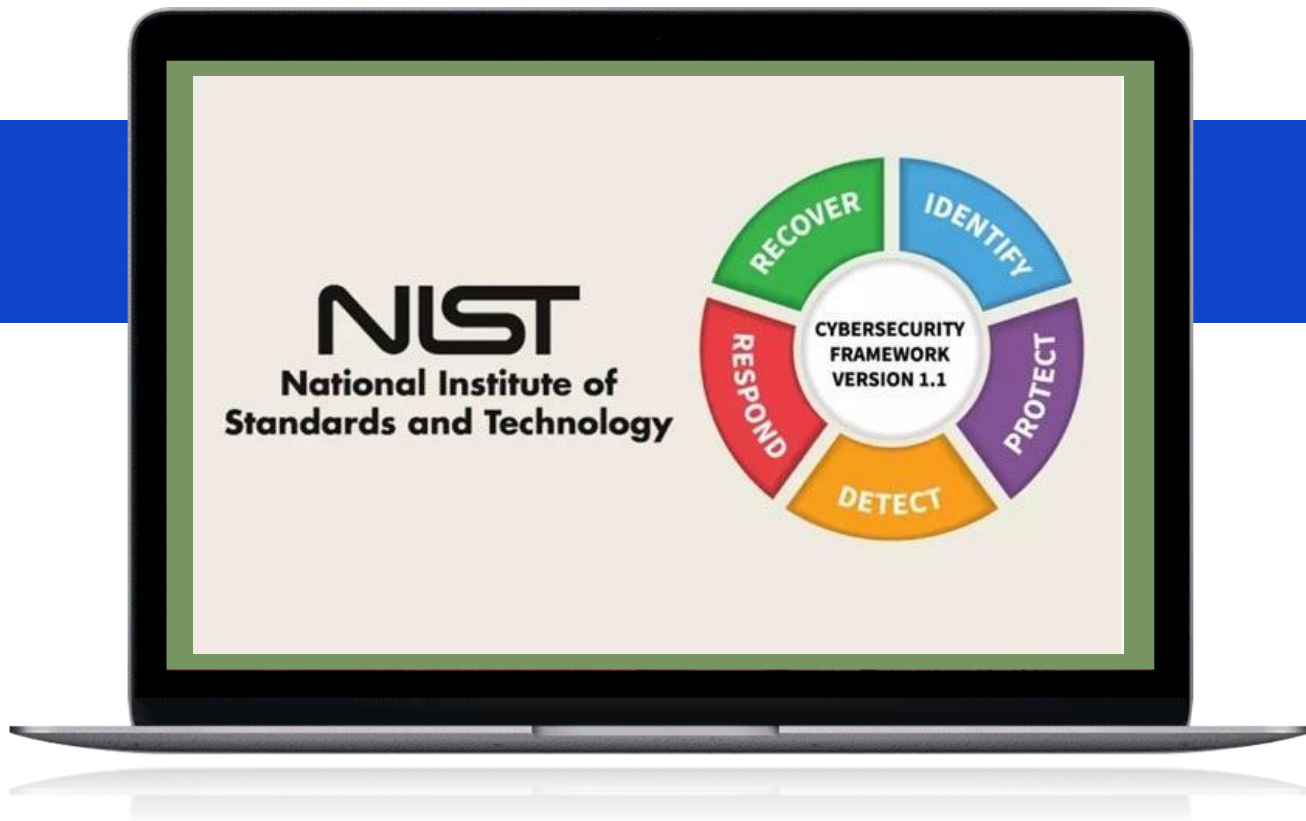 NIST
National Institute of
Standards and Technology
RECOVER
IDENTIFY
PROTECT
DETECT
RESPOND
CYBERSECURITY
FRAMEWORK
VERSION 1.1